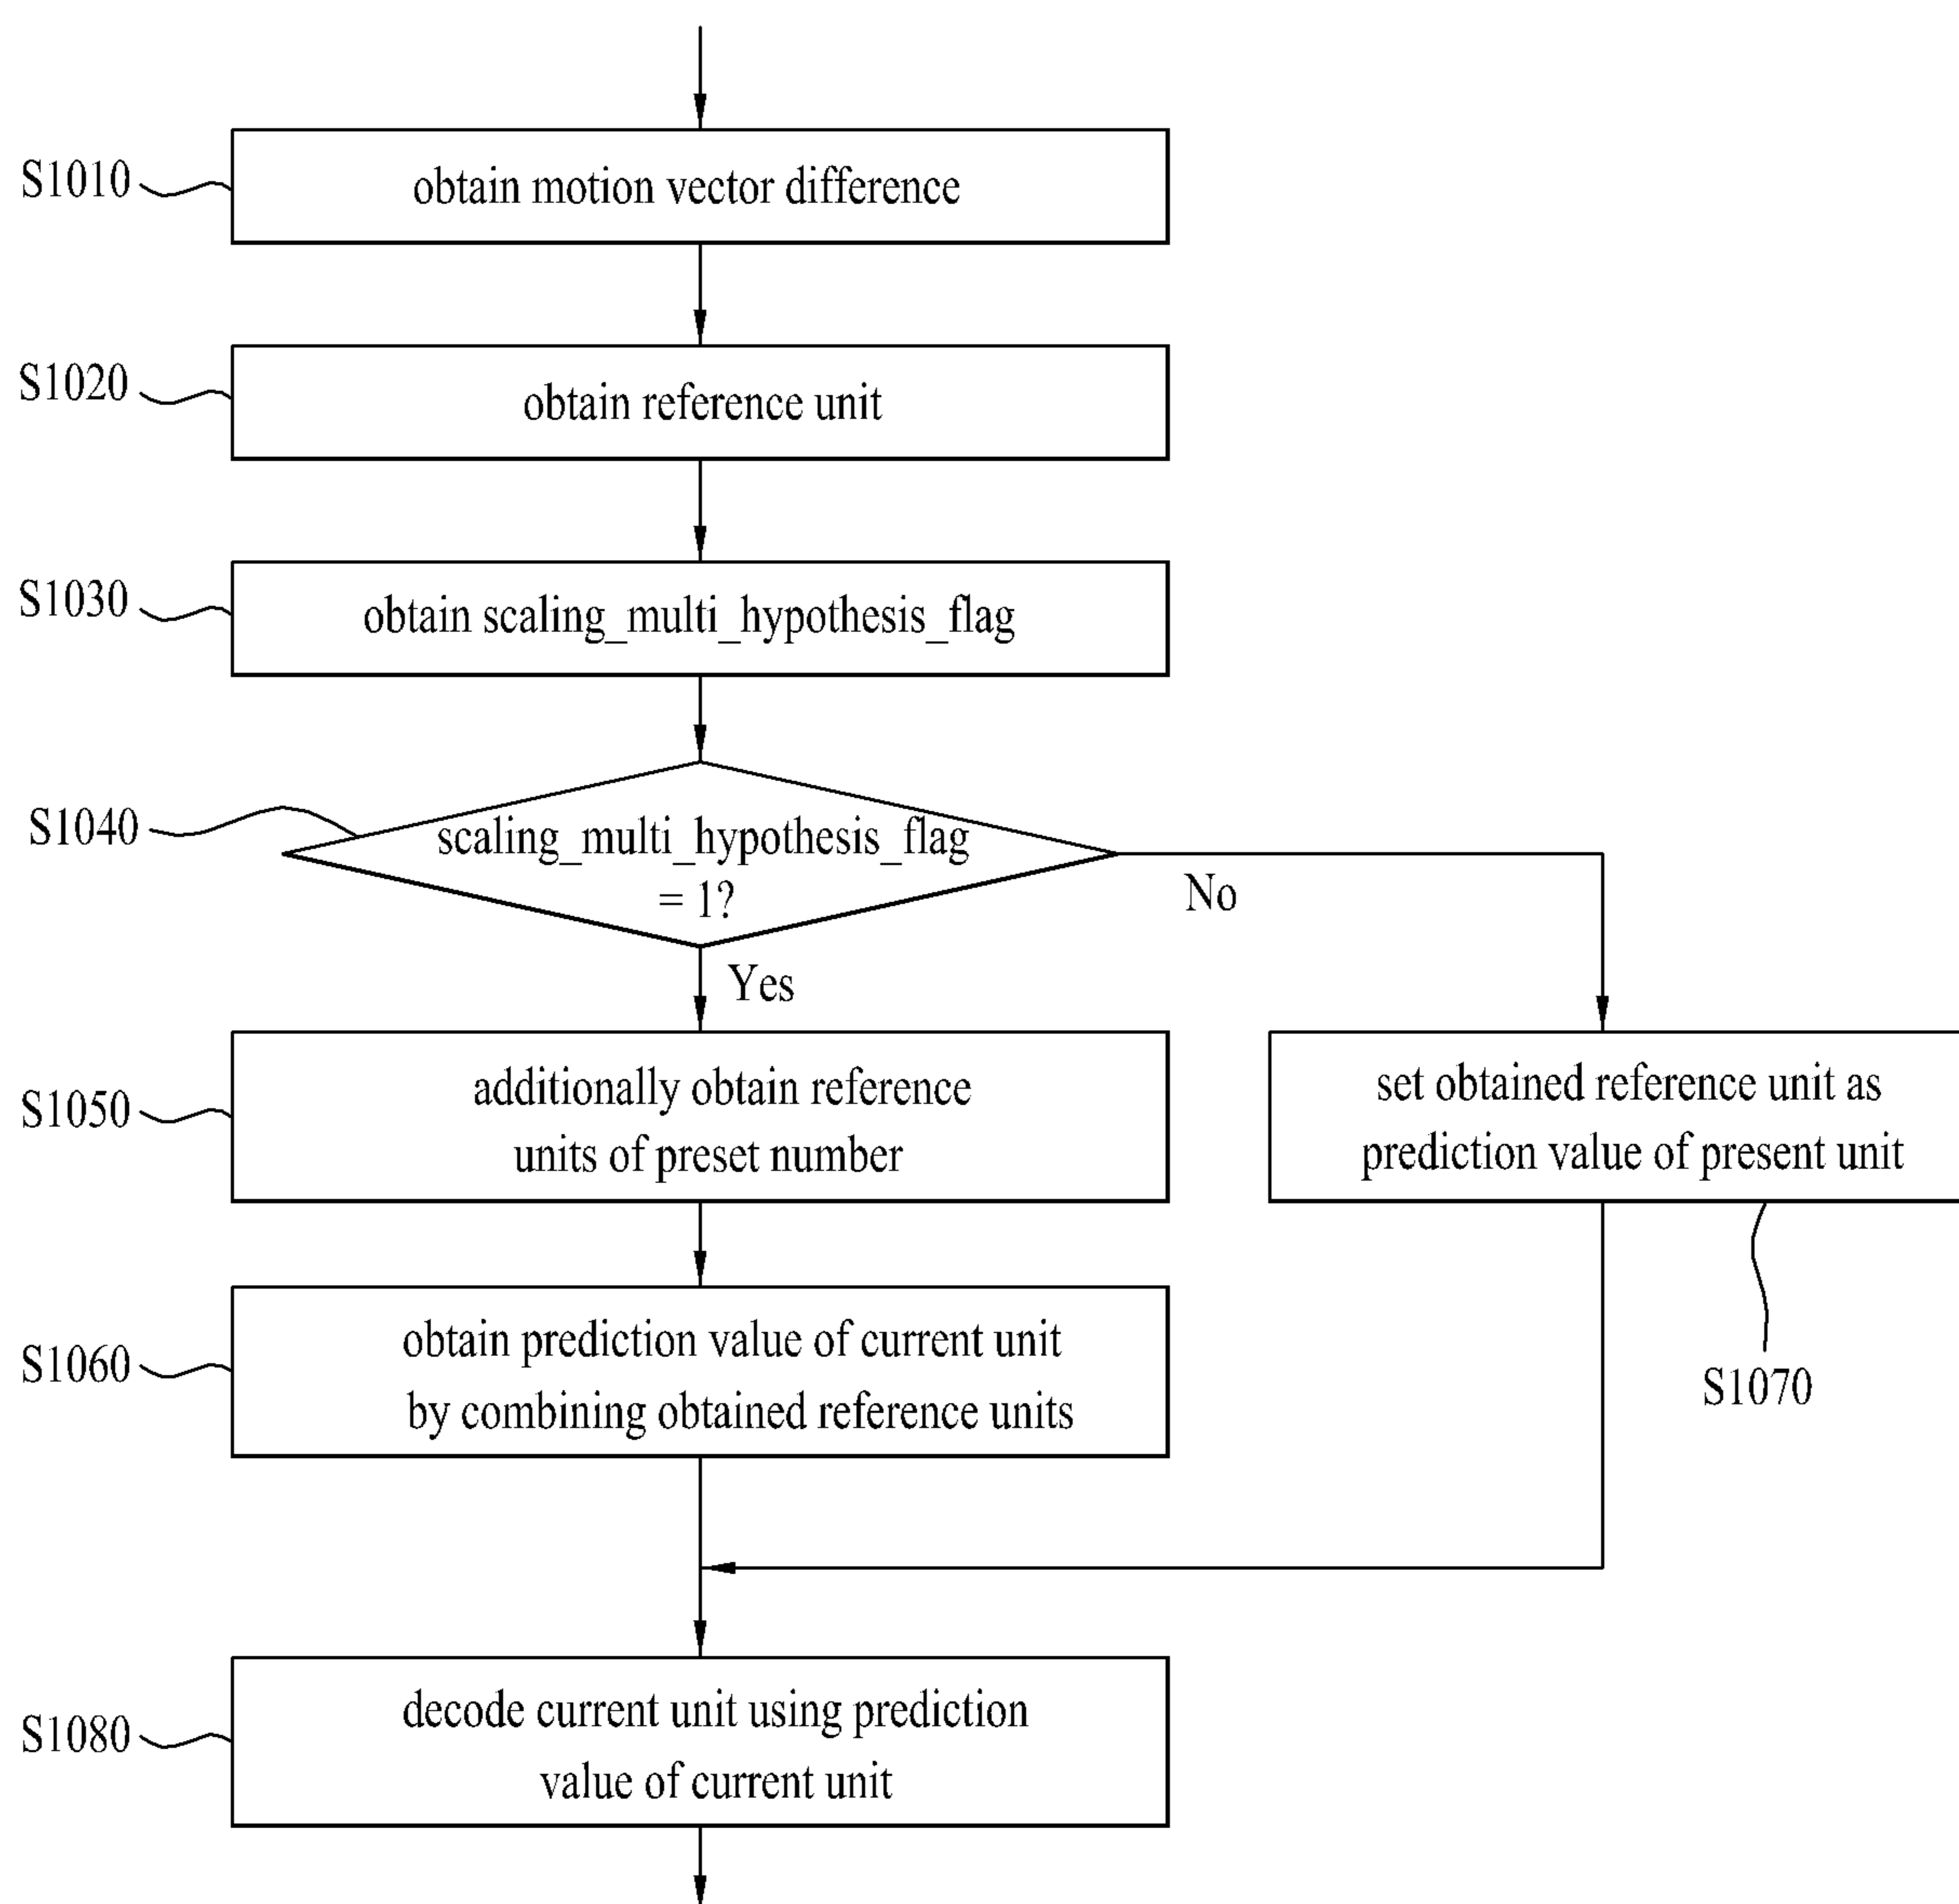 S1010
obtain motion vector difference
S1020
obtain reference unit
S1030
obtain scaling_multi_hypothesis_flag
S1040
scaling_multi_hypothesis_flag
= 1?
No
Yes
S1050
additionally obtain reference
units of preset number
set obtained reference unit as
prediction value of present unit
S1060
obtain prediction value of current unit
by combining obtained reference units
S1070
S1080
decode current unit using prediction
value of current unit